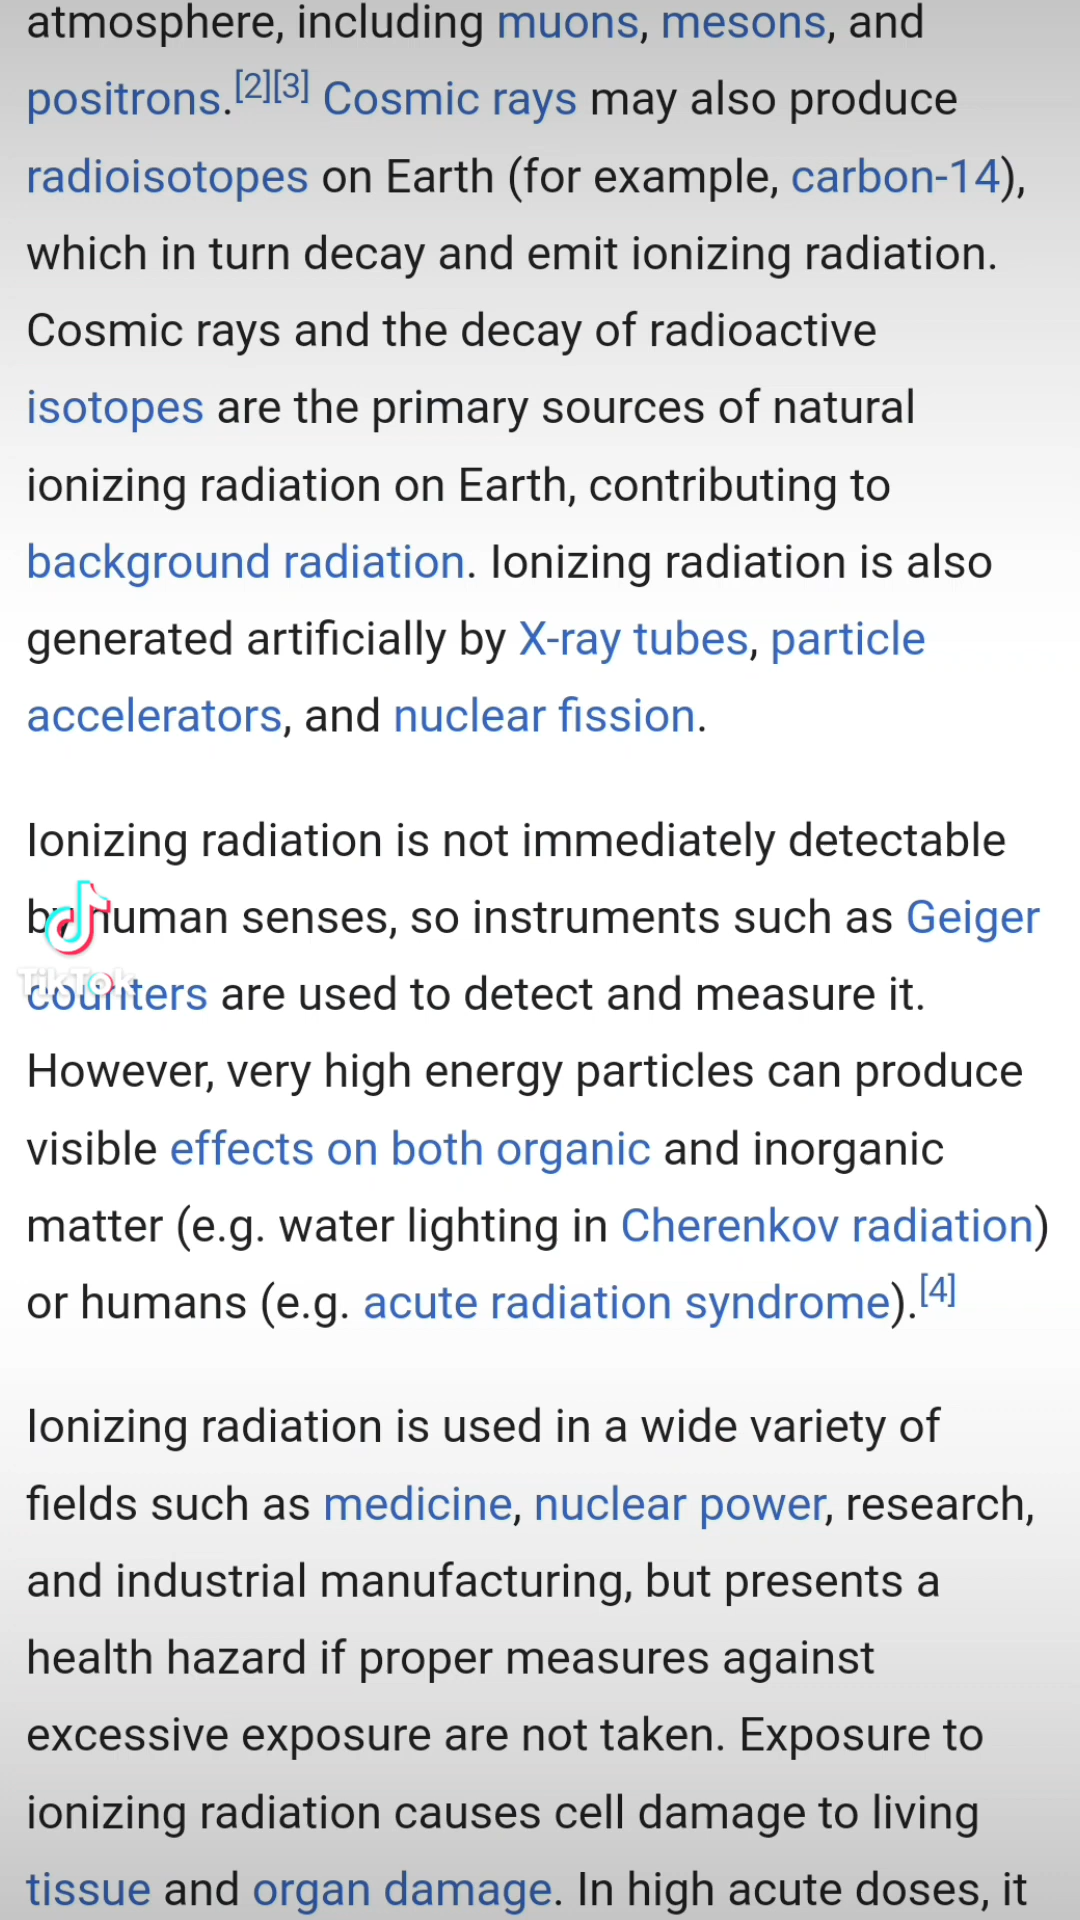 atmosphere, including muons, mesons, and
positrons.[2][3] Cosmic rays may also produce
radioisotopes on Earth (for example, carbon-14),
which in turn decay and emit ionizing radiation.
Cosmic rays and the decay of radioactive
isotopes are the primary sources of natural
ionizing radiation on Earth, contributing to
background radiation. Ionizing radiation is also
generated artificially by X-ray tubes, particle
accelerators, and nuclear fission.
Ionizing radiation is not immediately detectable
by human senses, so instruments such as Geiger
TikTok
counters are used to detect and measure it.
However, very high energy particles can produce
visible effects on both organic and inorganic
matter (e.g. water lighting in Cherenkov radiation)
or humans (e.g. acute radiation syndrome).[4]
Ionizing radiation is used in a wide variety of
fields such as medicine, nuclear power, research,
and industrial manufacturing, but presents a
health hazard if proper measures against
excessive exposure are not taken. Exposure to
ionizing radiation causes cell damage to living
tissue and organ damage. In high acute doses, it